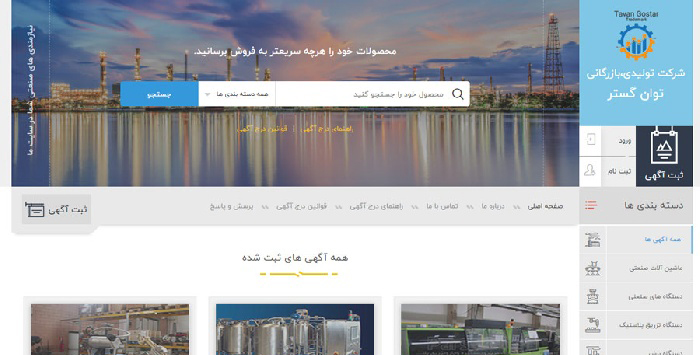 Tavan Gostar
شرکت تولیدی-بازرگانی
توان گستر
محصولات خود را هرچه سریعتر به فروش برسانید.
محصول خود را جستجو کنید
همه دسته بندی ها
جستجو
راهنمای درج آگهی | قوانین درج آگهی
نیازمندی های صنعتی شما در سایت ما
ورود
ثبت نام
ثبت آگهی
صفحه اصلی
درباره ما
تماس با ما
راهنمای درج آگهی
قوانین درج آگهی
پرسش و پاسخ
ثبت آگهی
دسته بندی ها
همه آگهی ها
ماشین آلات صنعتی
دستگاه های صنعتی
دستگاه تزریق پلاستیک
همه آگهی های ثبت شده